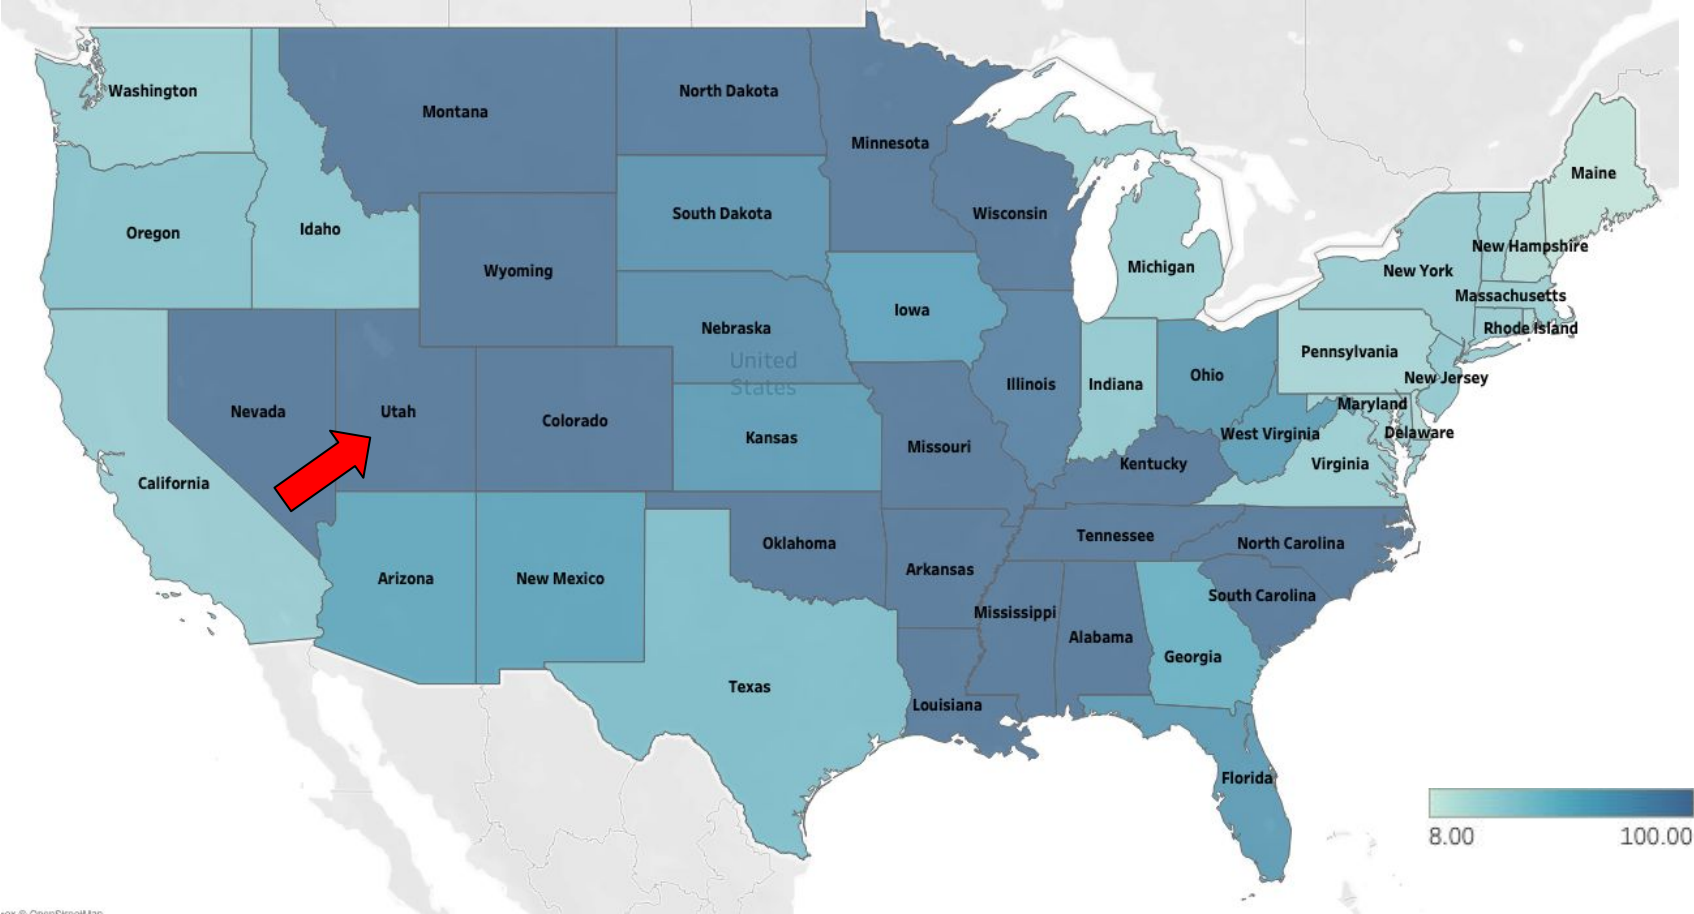 Washington
Montana
North Dakota
Minnesota
Maine
Oregon
Idaho
South Dakota
Wisconsin
New Hampshire
Wyoming
Michigan
New York
Massachusetts
Iowa
Nebraska
Rhode Island
United
States
Pennsylvania
New Jersey
Nevada
Utah
Colorado
Illinois
Indiana
Ohio
Maryland
Kansas
Missouri
West Virginia
Delaware
California
Kentucky
Virginia
Oklahoma
Tennessee
North Carolina
Arizona
New Mexico
Arkansas
South Carolina
Mississippi
Alabama
Georgia
Texas
Louisiana
Florida
8.00
100.00
© OpenStreetMap